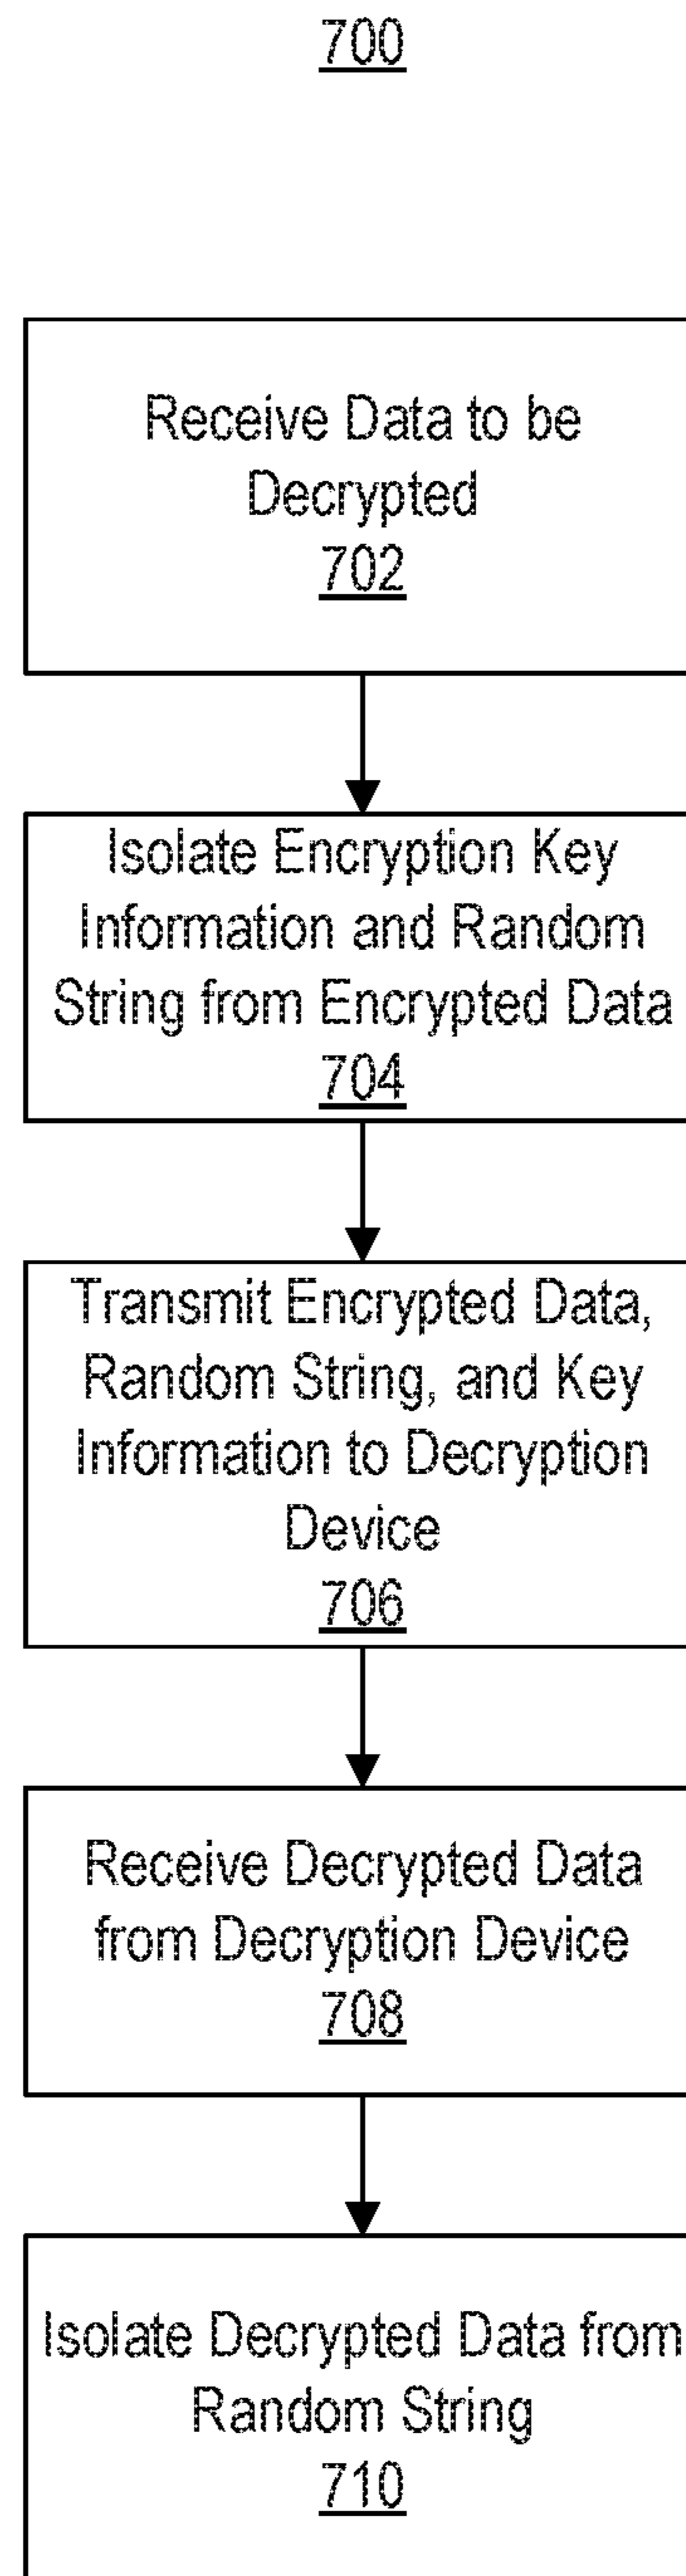 700
Receive Data to be
Decrypted
702
Isolate Encryption Key
Information and Random
String from Encrypted Data
704
Transmit Encrypted Data,
Random String, and Key
Information to Decryption
Device
706
Receive Decrypted Data
from Decryption Device
708
Isolate Decrypted Data from
Random String
710